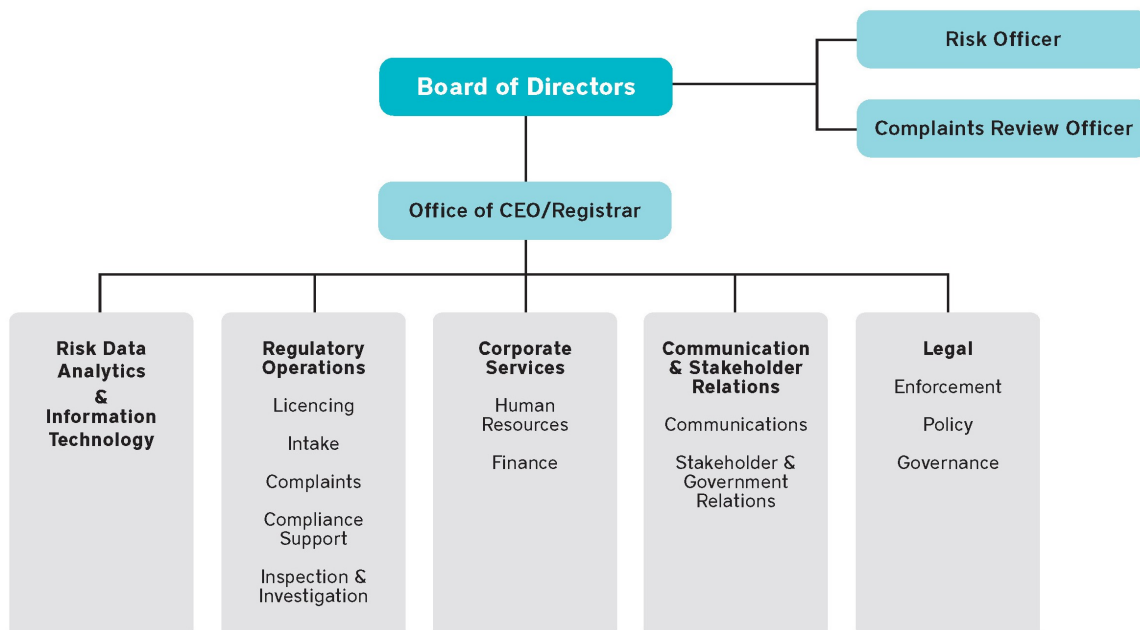 Risk Officer
Board of Directors
Complaints Review Officer
Office of CEO/Registrar
Risk Data
Analytics
&
Information
Technology
Regulatory
Operations
Licencing
Intake
Complaints
Compliance
Support
Inspection &
Investigation
Corporate
Services
Human
Resources
Finance
Communication
& Stakeholder
Relations
Communications
Stakeholder &
Government
Relations
Legal
Enforcement
Policy
Governance